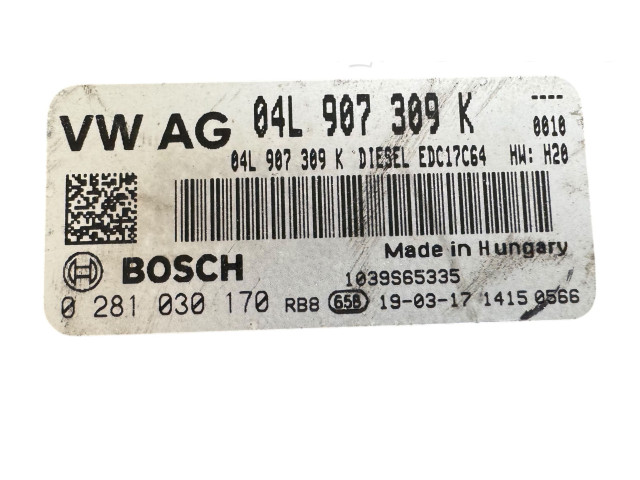 VW AG 04L 907 309 K ----
0010
04L 907 309 K DIESEL EDC17C64 HW: H20
Made in Hungary
BOSCH 1039S65335
0 281 030 170 RB8 658 19-03-17 1415 0566